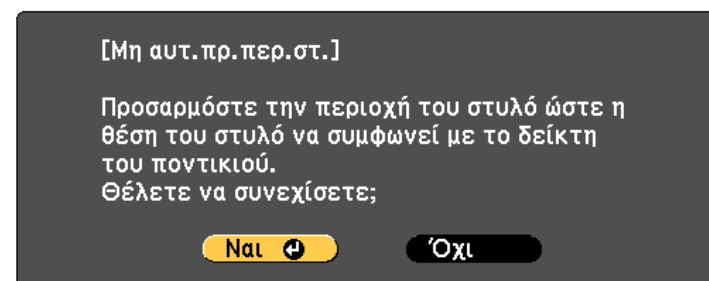 [Μη αυτ.πρ.περ.στ.]
Προσαρμόστε την περιοχή του στυλό ώστε η
θέση του στυλό να συμφωνεί με το δείκτη
του ποντικιού.
Θέλετε να συνεχίσετε;
Ναι Όχι